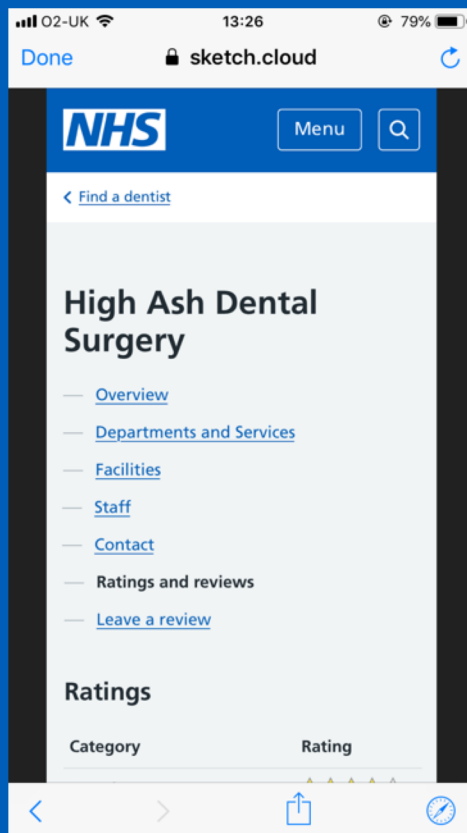 O2-UK 13:26 79%
Done sketch.cloud
NHS Menu
Find a dentist
High Ash Dental
Surgery
Overview
Departments and Services
Facilities
Staff
Contact
Ratings and reviews
Leave a review
Ratings
Category Rating